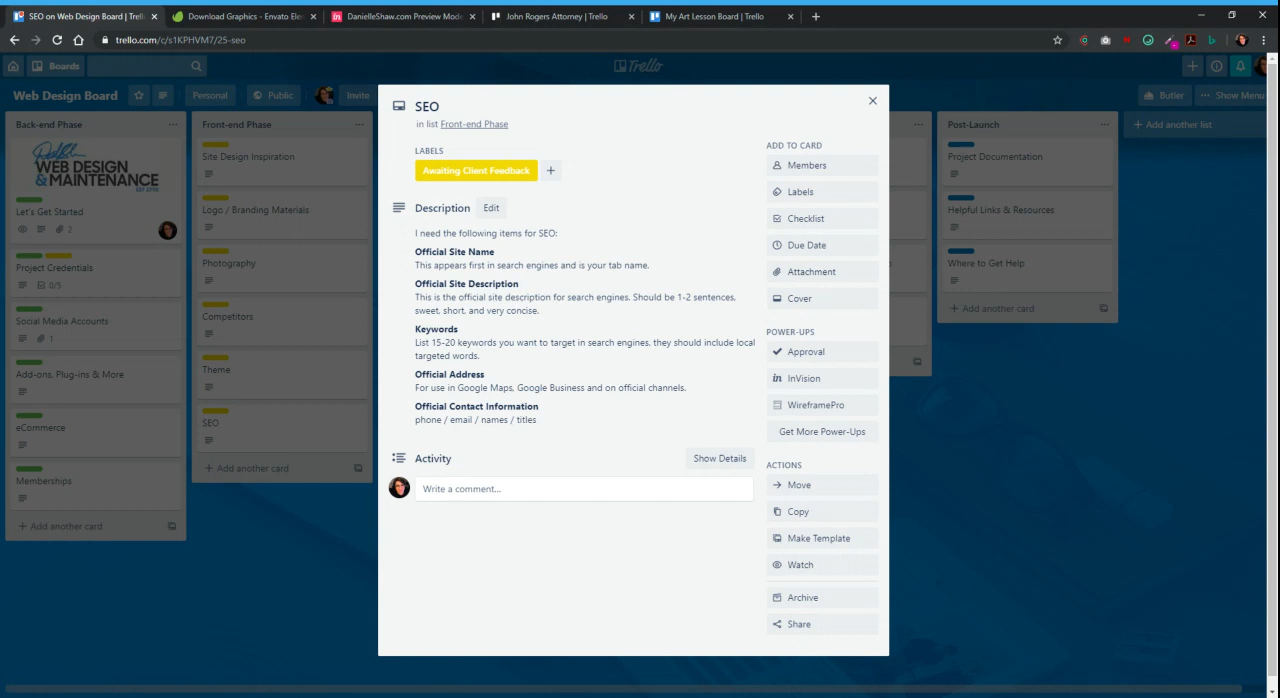 SEO on Web Design Board | Trell
Download Graphics - Envato Ele
DanielleShaw.com Preview Mode
John Rogers Attorney | Trello
My Art Lesson Board | Trello
trello.com/c/s1KPHVM7/25-seo
Boards
Trello
Web Design Board
Personal
Public
Invite
Butler
Show Menu
Back-end Phase
WEB DESIGN
& MAINTENANCE
Let's Get Started
2
Project Credentials
0/5
Social Media Accounts
1
Add-ons, Plug-ins & More
eCommerce
Memberships
+ Add another card
Front-end Phase
Site Design Inspiration
Logo / Branding Materials
Photography
Competitors
Theme
SEO
+ Add another card
SEO
in list Front-end Phase
LABELS
Awaiting Client Feedback
Description Edit
I need the following items for SEO:
Official Site Name
This appears first in search engines and is your tab name.
Official Site Description
This is the official site description for search engines. Should be 1-2 sentences,
sweet, short, and very concise.
Keywords
List 15-20 keywords you want to target in search engines, they should include local
targeted words.
Official Address
For use in Google Maps, Google Business and on official channels.
Official Contact Information
phone / email / names / titles
Activity
Show Details
Write a comment...
ADD TO CARD
Members
Labels
Checklist
Due Date
Attachment
Cover
POWER-UPS
Approval
in InVision
WireframePro
Get More Power-Ups
ACTIONS
Move
Copy
Make Template
Watch
Archive
Share
Post-Launch
Project Documentation
Helpful Links & Resources
Where to Get Help
+ Add another card
+ Add another list